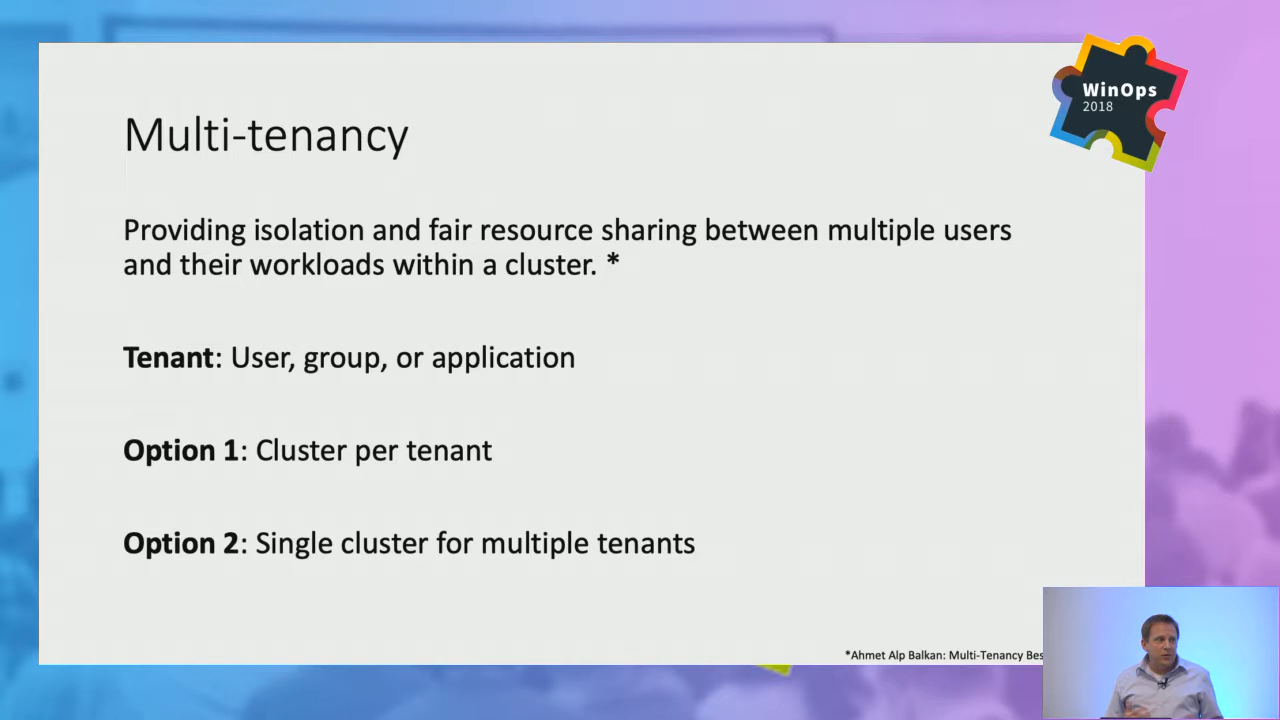 WinOps
2018
Multi-tenancy
Providing isolation and fair resource sharing between multiple users
and their workloads within a cluster. *
Tenant: User, group, or application
Option 1: Cluster per tenant
Option 2: Single cluster for multiple tenants
*Ahmet Alp Balkan: Multi-Tenancy Bes